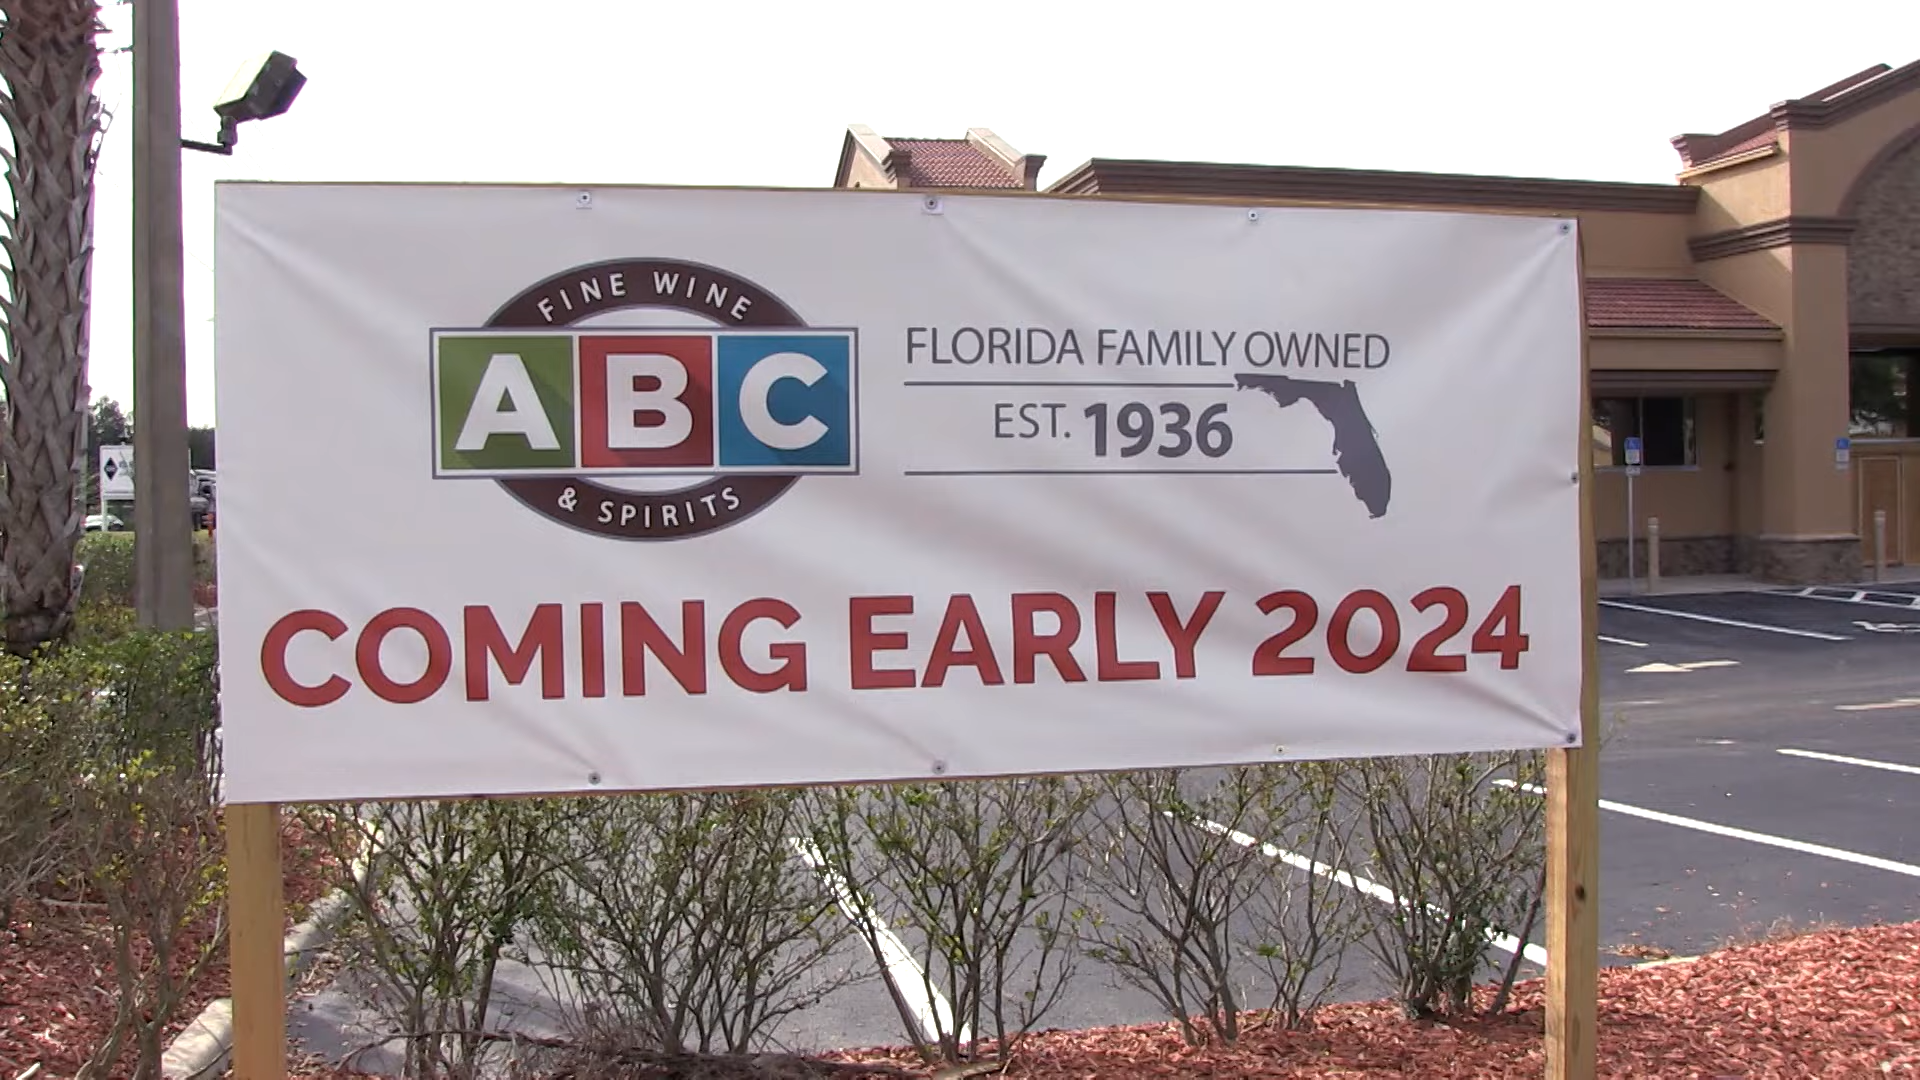 FINE WINE
ABC
& SPIRITS
FLORIDA FAMILY OWNED
EST. 1936
COMING EARLY 2024